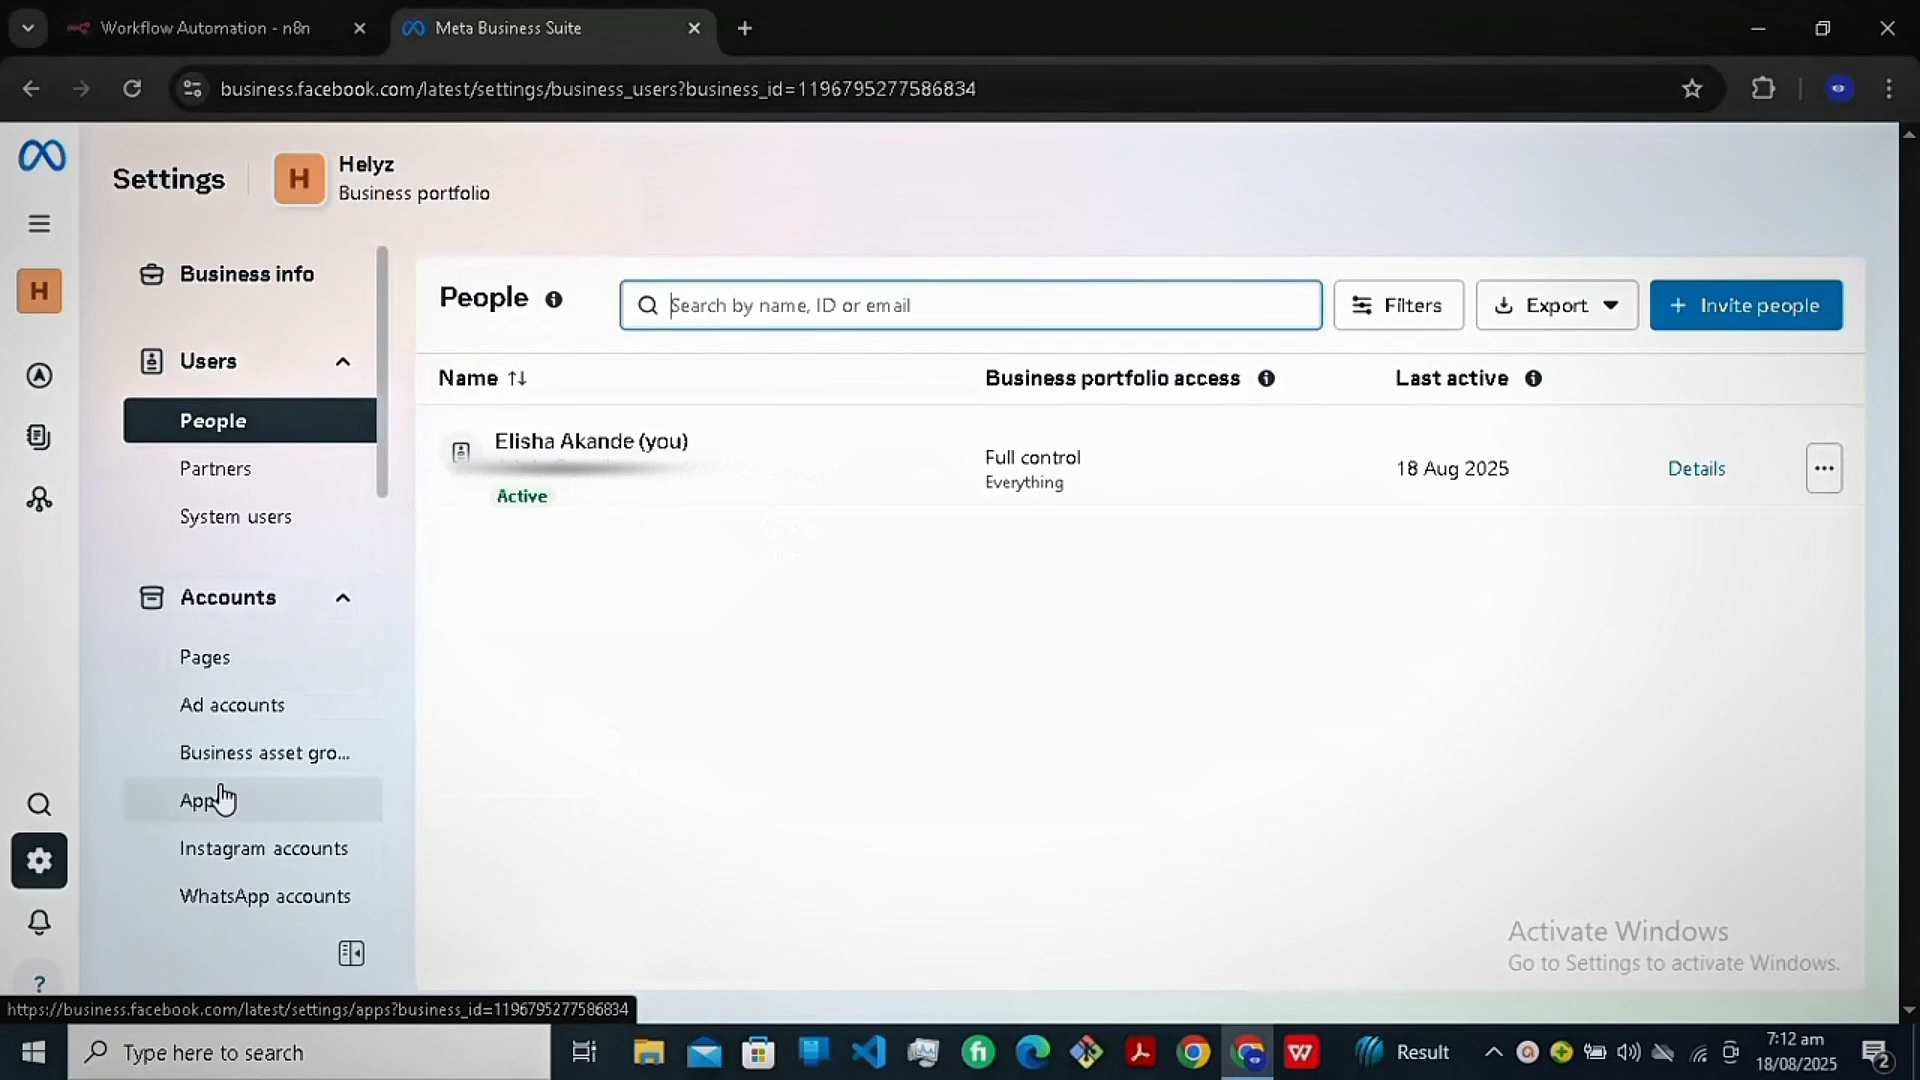 Workflow Automation - n8n
Meta Business Suite
business.facebook.com/latest/settings/business_users?business_id=1196795277586834
Settings
H
Helyz
Business portfolio
H
Business info
Users
People
Partners
System users
Accounts
Pages
Ad accounts
Business asset gro...
App
Instagram accounts
WhatsApp accounts
People
Search by name, ID or email
Filters
Export
+ Invite people
Name
Business portfolio access
Last active
Elisha Akande (you)
Active
Full control
Everything
18 Aug 2025
Details
Activate Windows
Go to Settings to activate Windows.
?
https://business.facebook.com/latest/settings/apps?business_id=1196795277586834
Type here to search
Result
7:12 am
18/08/2025
2